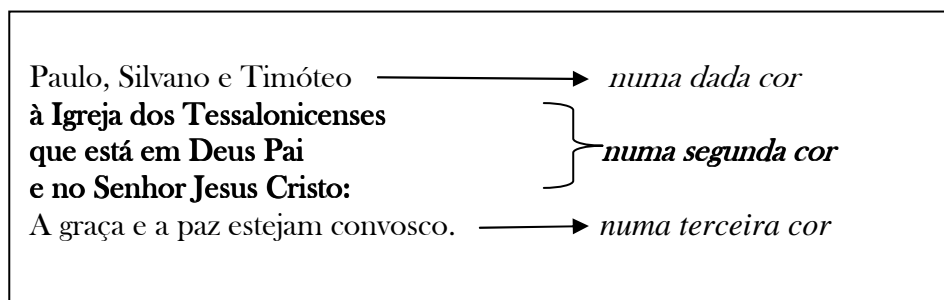 Paulo, Silvano e Timóteo numa dada cor
à Igreja dos Tessalonicenses
que está em Deus Pai numa segunda cor
e no Senhor Jesus Cristo:
A graça e a paz estejam convosco. numa terceira cor